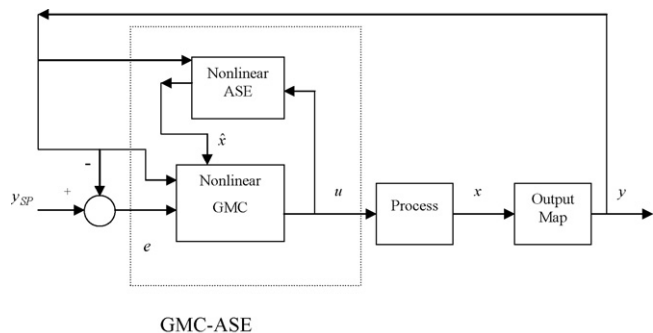 Nonlinear
ASE
x̂
-
Nonlinear
GMC
y_SP
+
e
u
Process
x
Output
Map
y
GMC-ASE